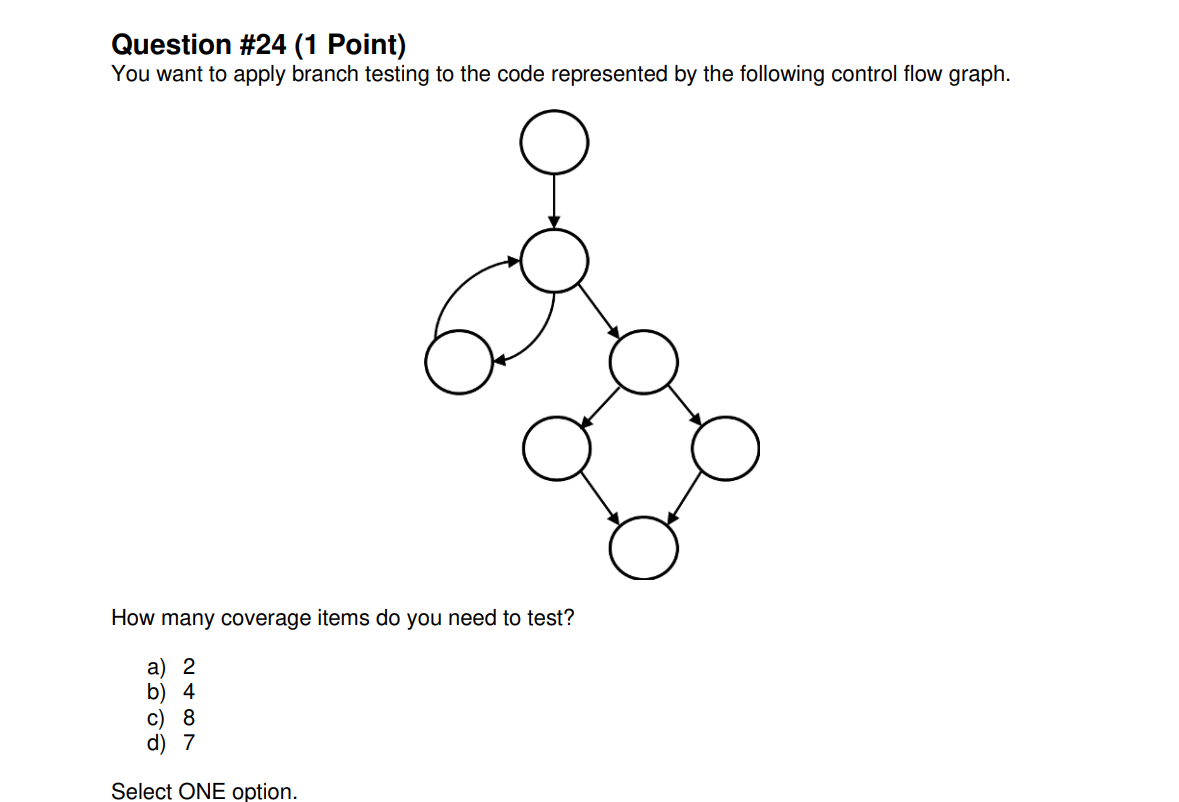 Question #24 (1 Point)
You want to apply branch testing to the code represented by the following control flow graph.
How many coverage items do you need to test?
a) 2
b) 4
c) 8
d) 7
Select ONE option.